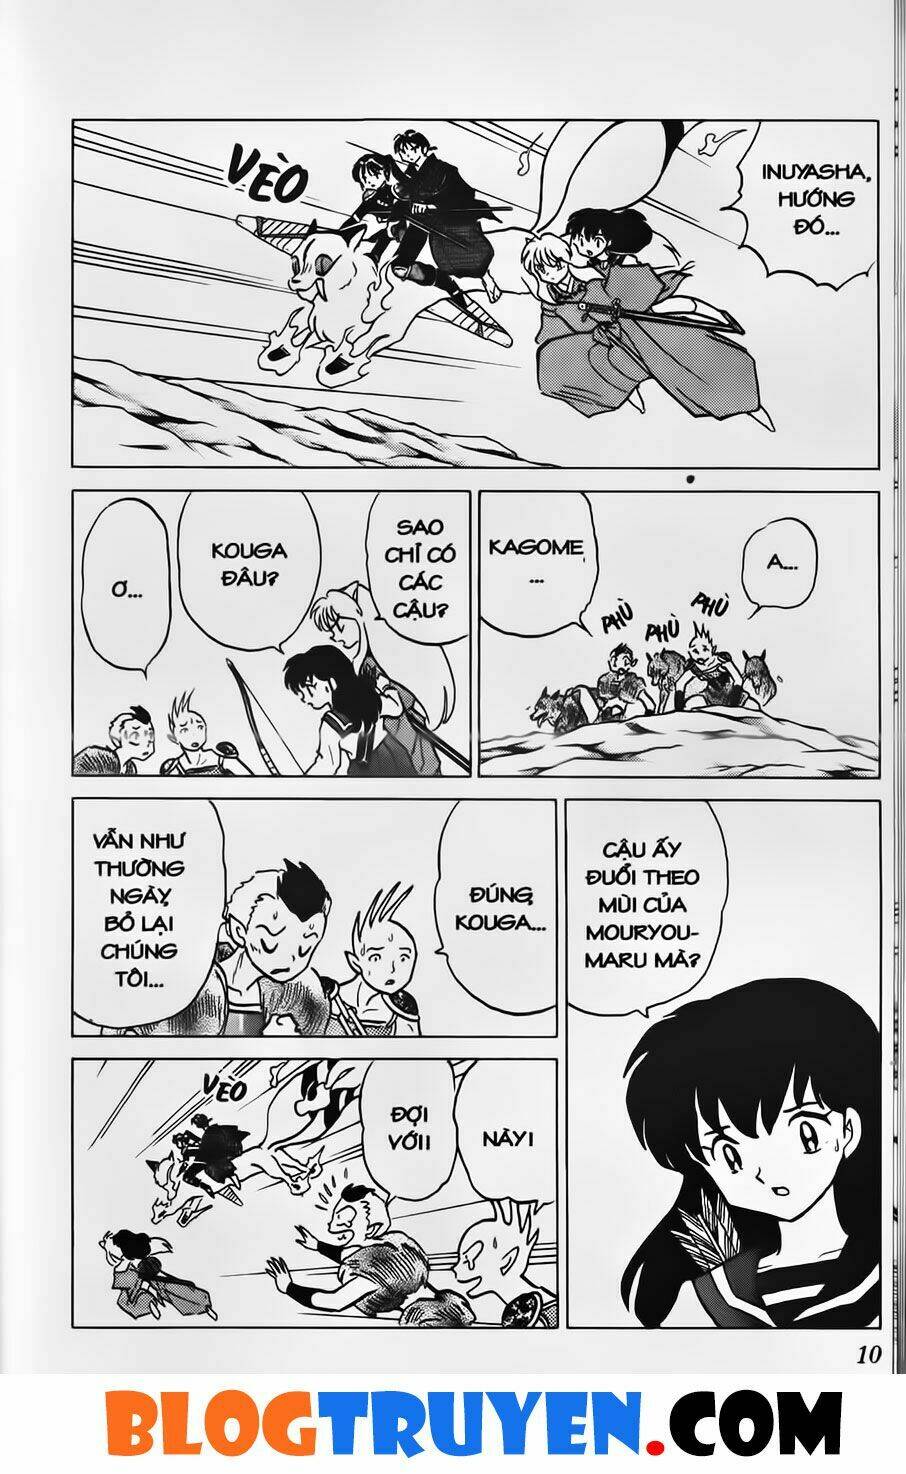 INUYASHA,
HƯỚNG
ĐÓ...
VÈO
A...
KAGOME
...
PHÙ
PHÙ
PHÙ
SAO
CHỈ CÓ
CÁC
CẬU?
KOUGA
ĐÂU?
Ơ...
CẬU ẤY
ĐUỔI THEO
MÙI CỦA
MOURYOU-
MARU MÀ?
ĐÚNG,
KOUGA...
VẪN NHƯ
THƯỜNG
NGÀY,
BỎ LẠI
CHÚNG
TÔI...
NÀY!
ĐỢI
VỚI!
VÈO
10
BLOGTRUYEN.COM